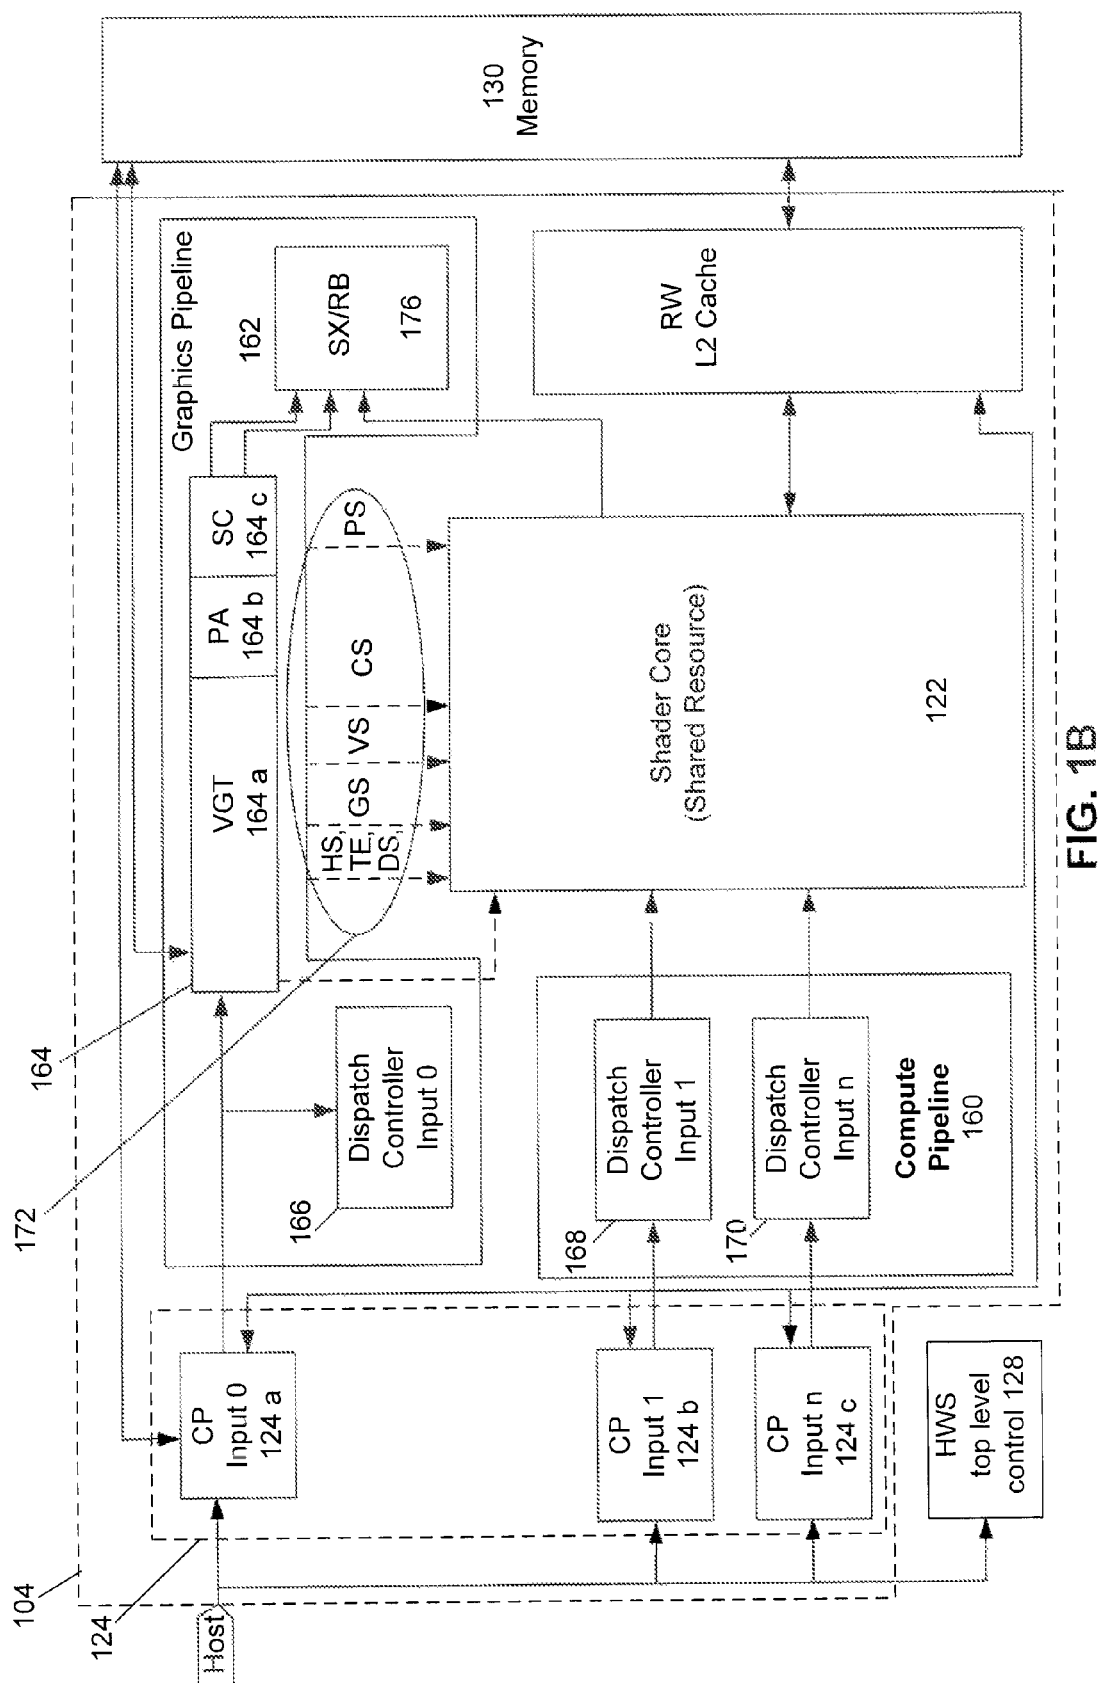 104
124
Host
CP
Input 0
124 a
CP
Input 1
124 b
CP
Input n
124 c
HWS
top level
control 128
172
164
166
Dispatch
Controller
Input 0
168
Dispatch
Controller
Input 1
170
Dispatch
Controller
Input n
Compute
Pipeline
160
VGT
164 a
PA
164 b
SC
164 c
Graphics Pipeline
162
HS,
TE,
DS,
GS
VS
CS
PS
Shader Core
(Shared Resource)
122
SX/RB
176
RW
L2 Cache
130
Memory
FIG. 1B